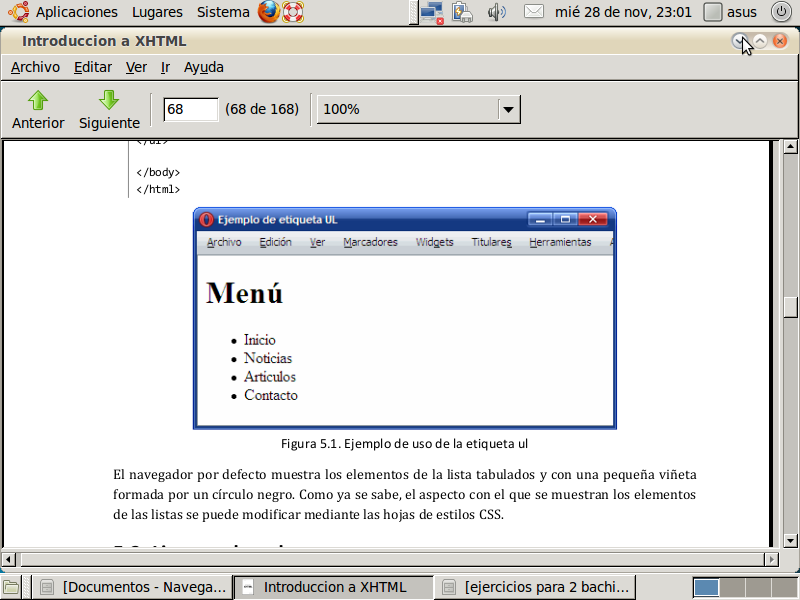 Aplicaciones Lugares Sistema mié 28 de nov, 23:01 asus
Introduccion a XHTML
Archivo Editar Ver Ir Ayuda
Anterior Siguiente 68 (68 de 168) 100%
</ul>
</body>
</html>
Ejemplo de etiqueta UL
Archivo Edición Ver Marcadores Widgets Titulares Herramientas
Menú
• Inicio
• Noticias
• Artículos
• Contacto
Figura 5.1. Ejemplo de uso de la etiqueta ul
El navegador por defecto muestra los elementos de la lista tabulados y con una pequeña viñeta
formada por un círculo negro. Como ya se sabe, el aspecto con el que se muestran los elementos
de las listas se puede modificar mediante las hojas de estilos CSS.
[Documentos - Navega... Introduccion a XHTML [ejercicios para 2 bachi...